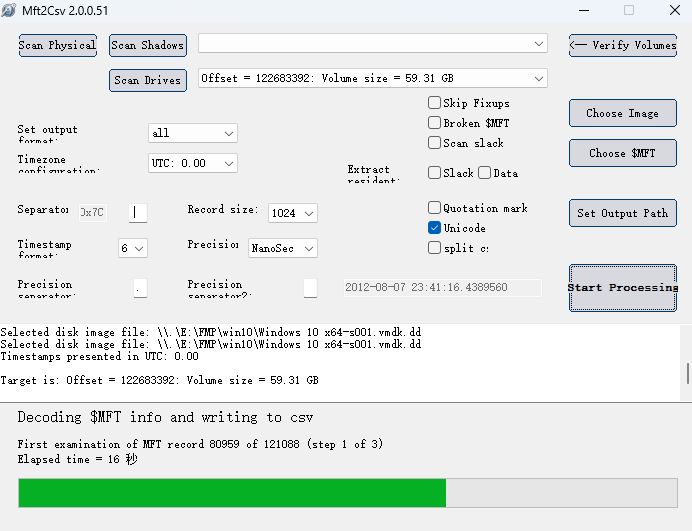 Mft2Csv 2.0.0.51
Scan Physical
Scan Shadows
<── Verify Volumes
Scan Drives
Offset = 122683392: Volume size = 59.31 GB
Skip Fixups
Broken $MFT
Scan slack
Choose Image
Set output format:
all
Choose $MFT
Timezone configuration:
UTC: 0.00
Extract resident:
Slack
Data
Separator
0x7C
|
Record size:
1024
Quotation mark
Unicode
split c:
Set Output Path
Timestamp format:
6
Precision
NanoSec
Precision separator:
.
Precision separator2:
2012-08-07 23:41:16.4389560
Start Processing
Selected disk image file: \\.\E:\FMP\win10\Windows 10 x64-s001.vmdk.dd
Selected disk image file: \\.\E:\FMP\win10\Windows 10 x64-s001.vmdk.dd
Timestamps presented in UTC: 0.00
Target is: Offset = 122683392: Volume size = 59.31 GB
Decoding $MFT info and writing to csv
First examination of MFT record 80959 of 121088 (step 1 of 3)
Elapsed time = 16 秒